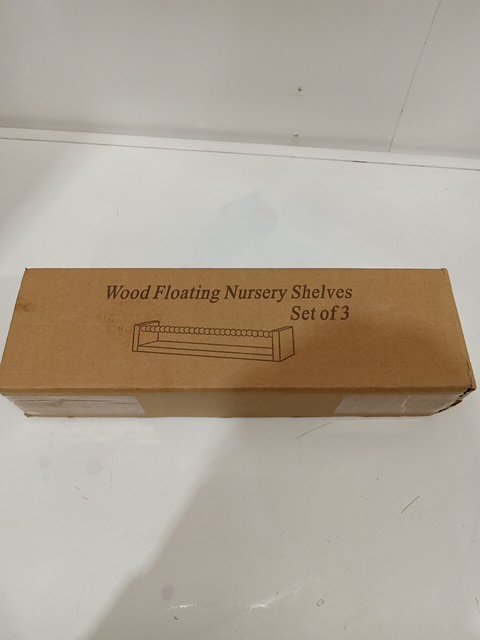 Wood Floating Nursery Shelves
Set of 3